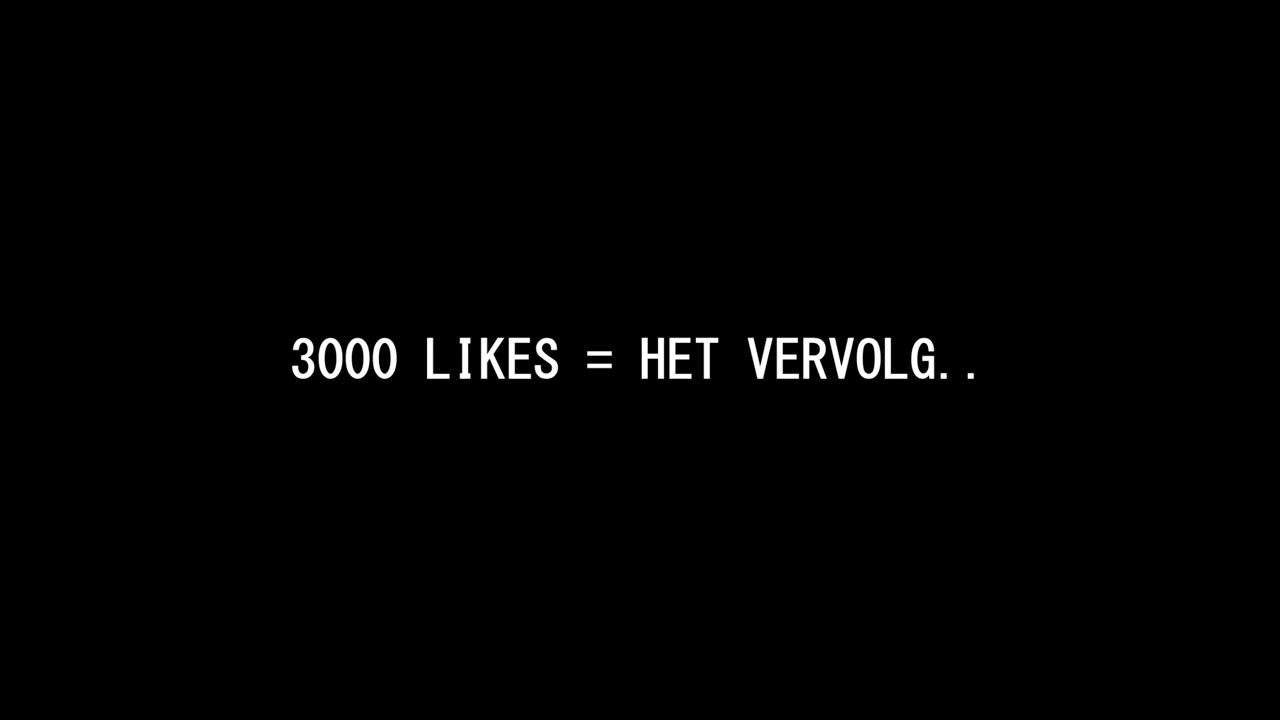 3000 LIKES = HET VERVOLG..